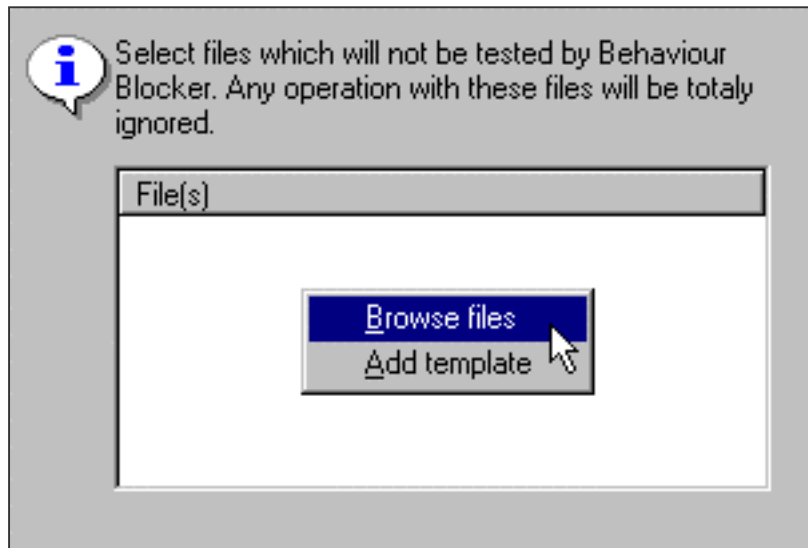 Select files which will not be tested by Behaviour
Blocker. Any operation with these files will be totaly
ignored.
File(s)
Browse files
Add template